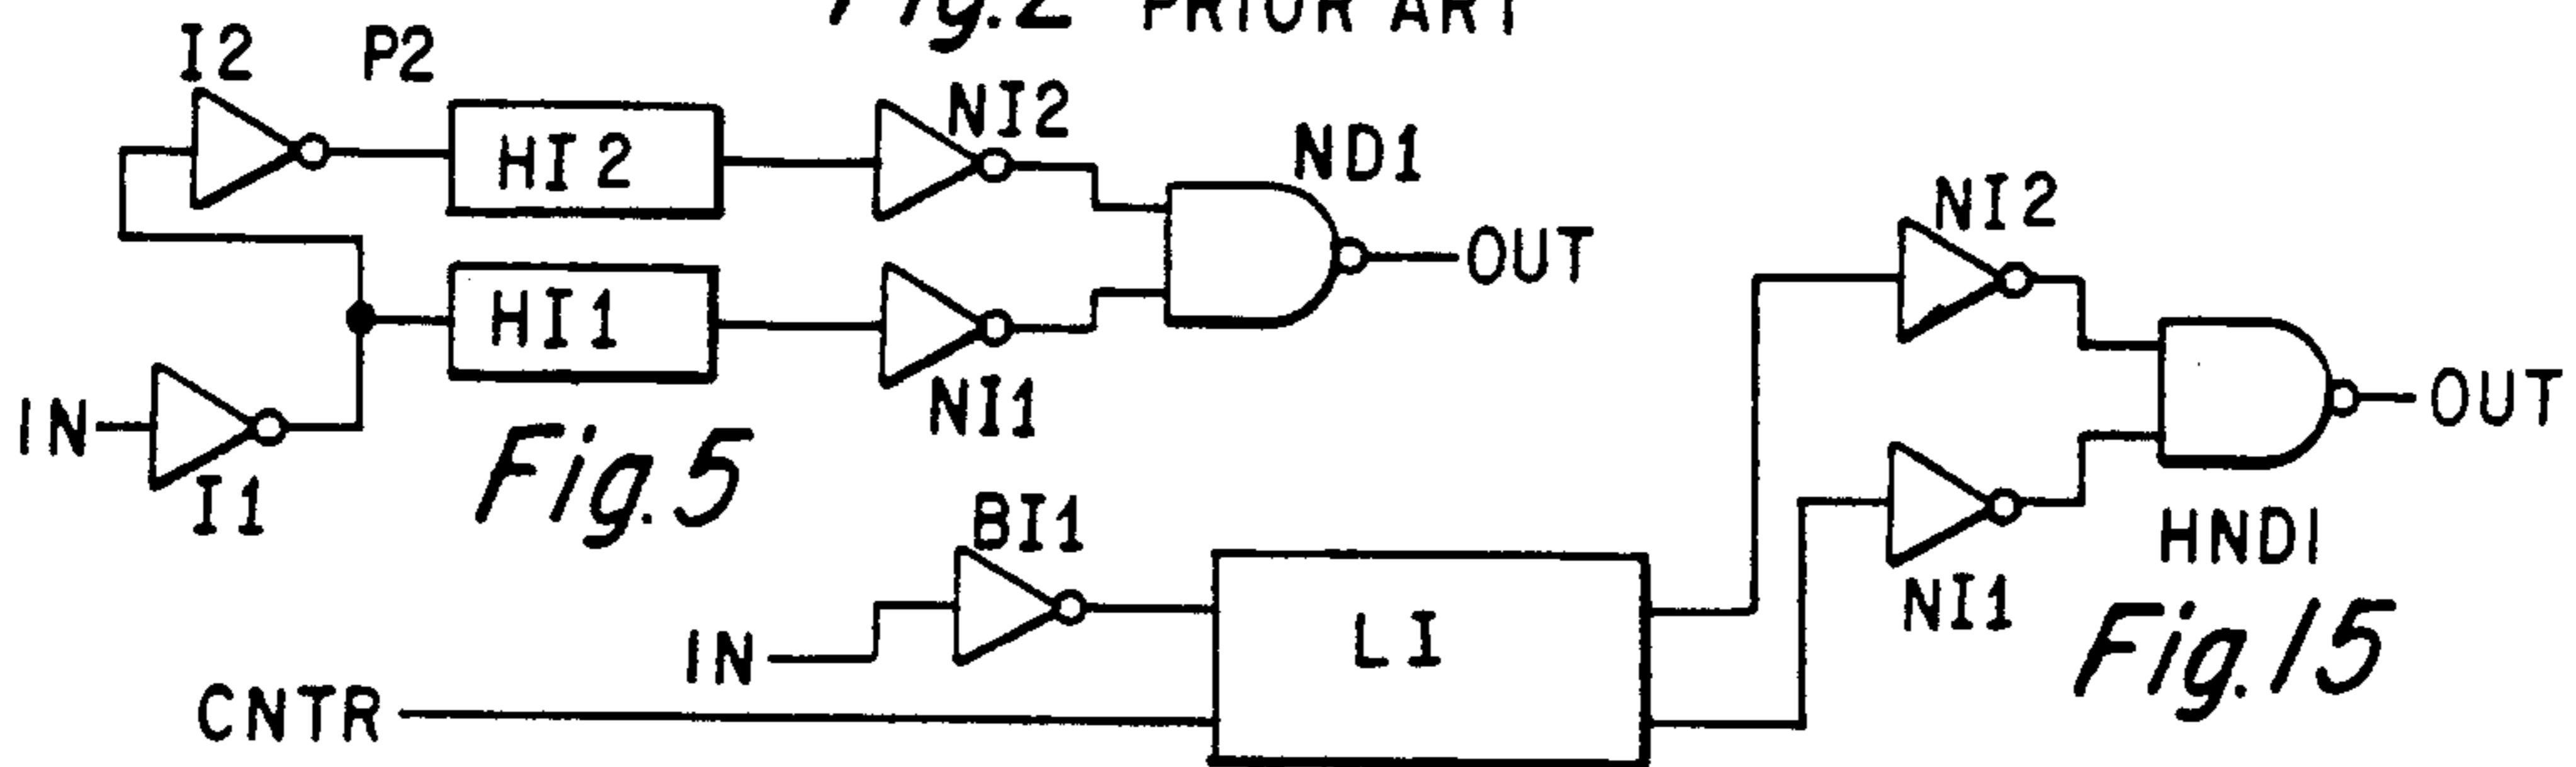 Fig. 2 PRIOR ART
I2
P2
HI2
NI2
ND1
OUT
HI1
NI1
IN
I1
Fig. 5
NI2
OUT
BI1
NI1
HND1
IN
LI
CNTR
Fig. 15